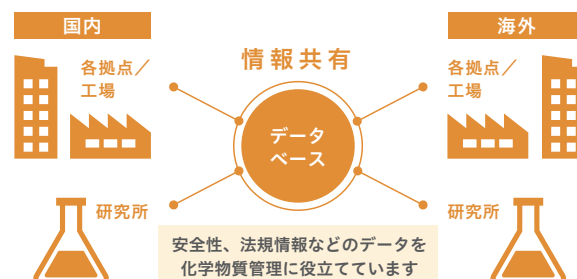 国内
各拠点／
工場
研究所
情報共有
データ
ベース
海外
各拠点／
工場
研究所
安全性、法規情報などのデータを
化学物質管理に役立てています